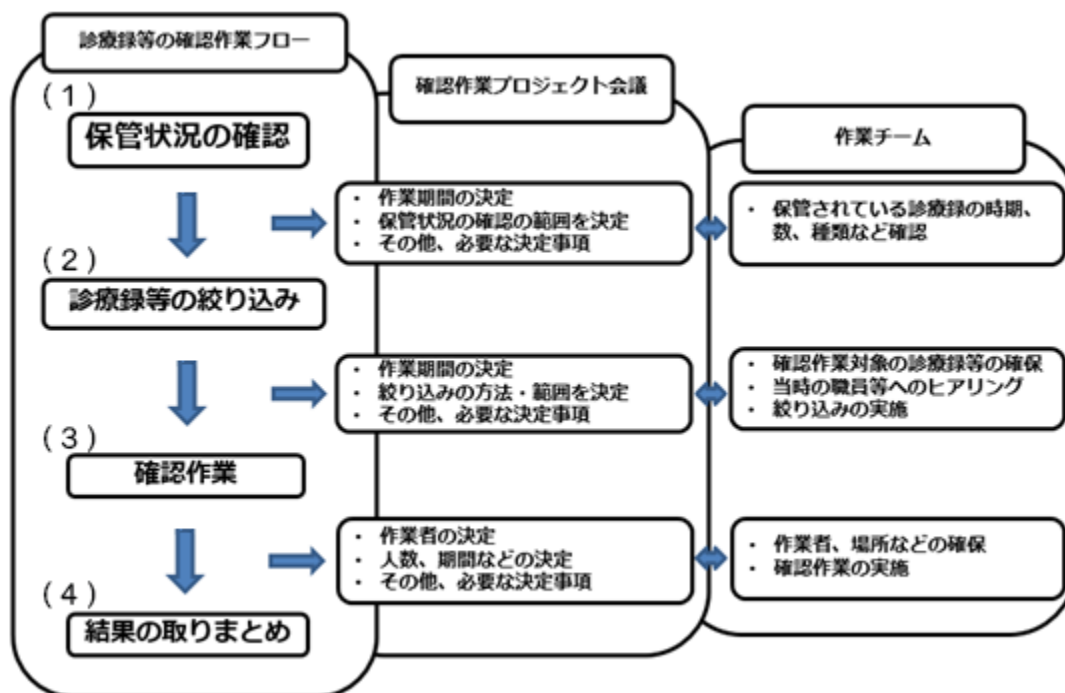 診療録等の確認作業フロー
確認作業プロジェクト会議
作業チーム
(1)
保管状況の確認
・ 作業期間の決定
・ 保管状況の確認の範囲を決定
・ その他、必要な決定事項
・ 保管されている診療録の時期、
数、種類など確認
(2)
診療録等の絞り込み
・ 作業期間の決定
・ 絞り込みの方法・範囲を決定
・ その他、必要な決定事項
・ 確認作業対象の診療録等の確保
・ 当時の職員等へのヒアリング
・ 絞り込みの実施
(3)
確認作業
・ 作業者の決定
・ 人数、期間などの決定
・ その他、必要な決定事項
・ 作業者、場所などの確保
・ 確認作業の実施
(4)
結果の取りまとめ